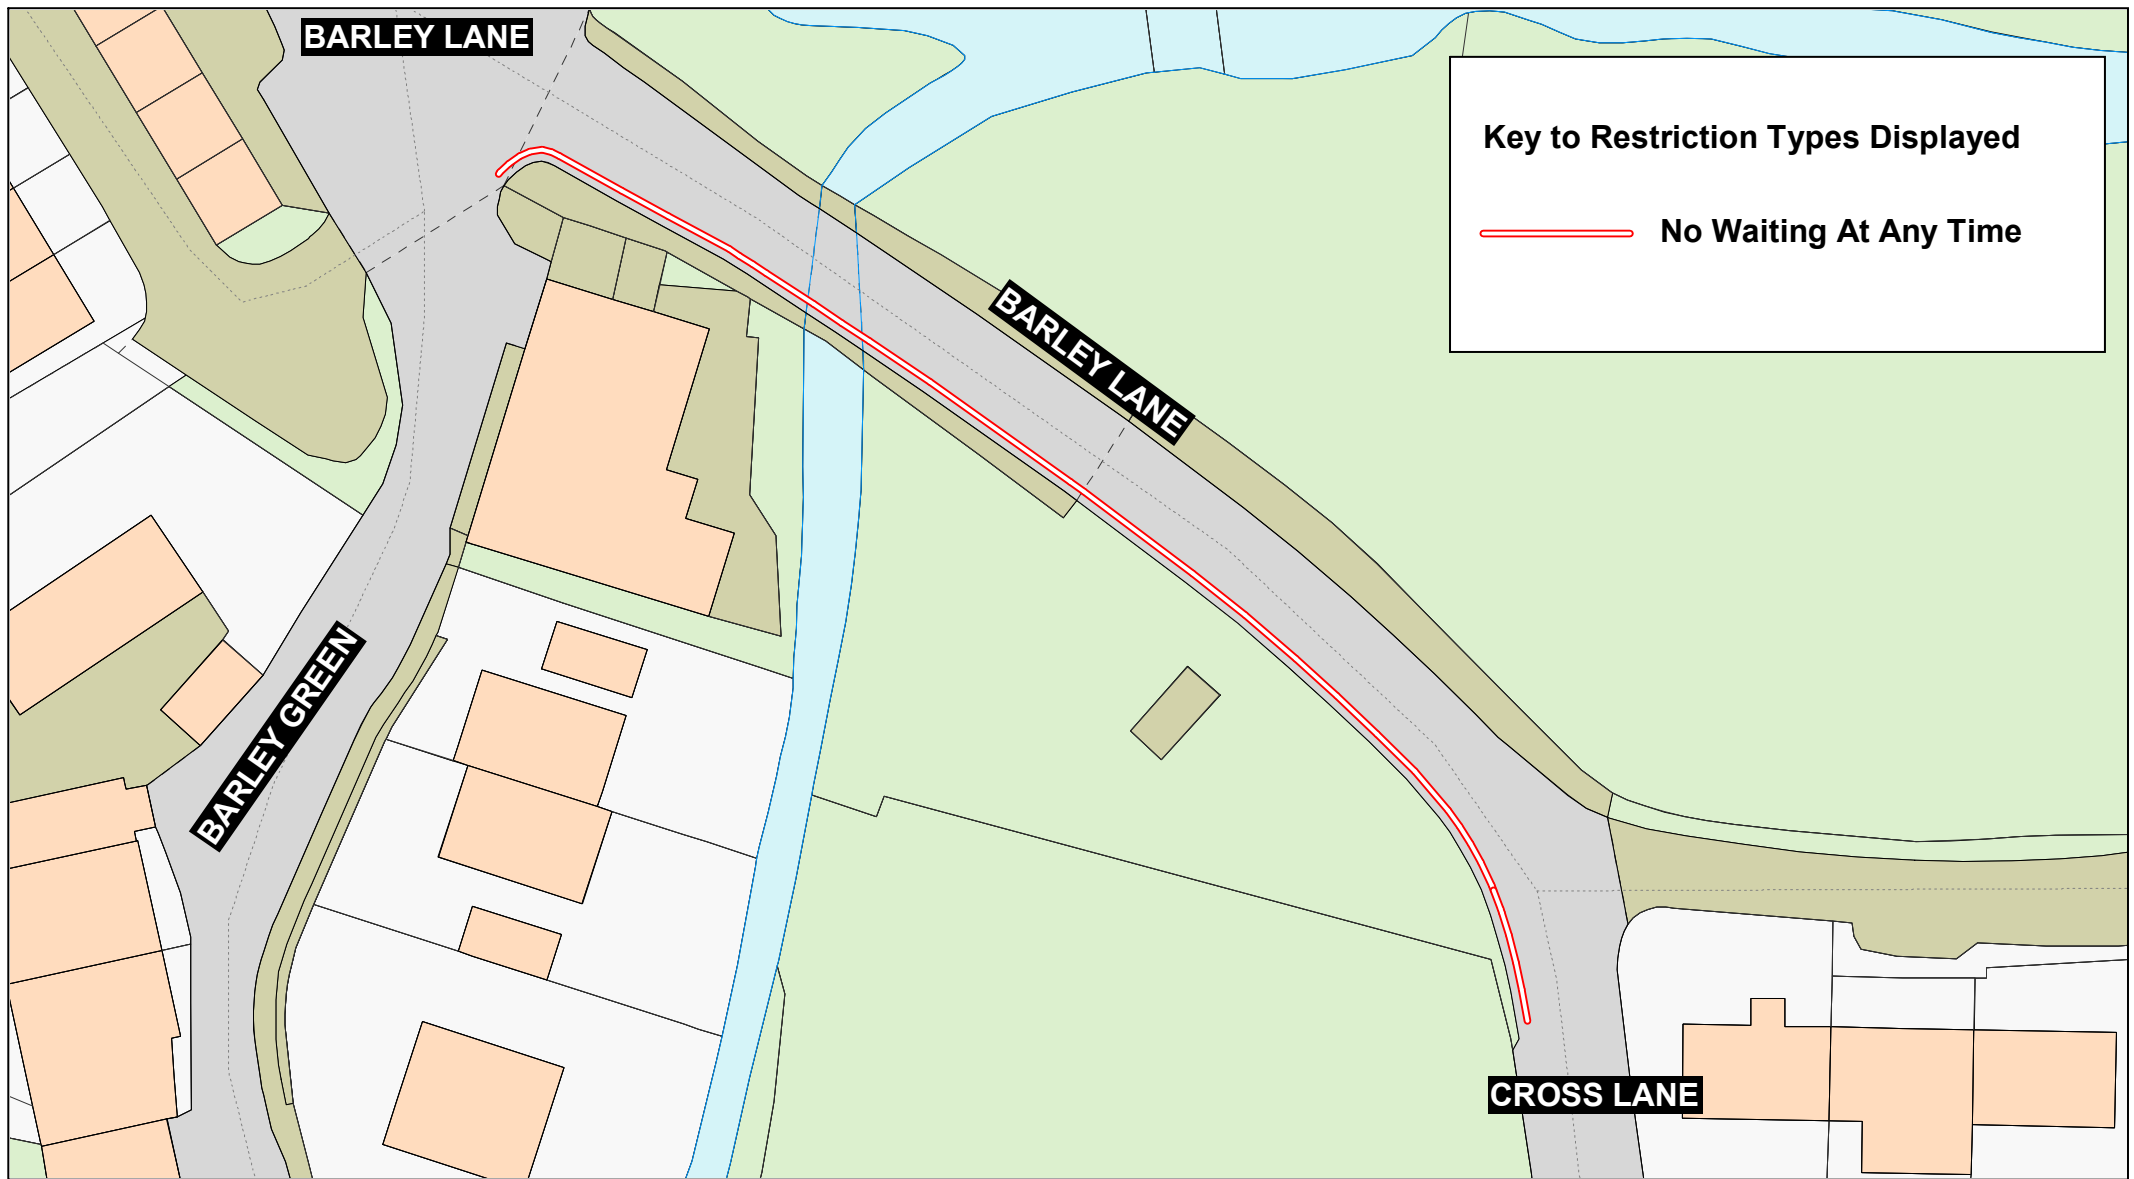 BARLEY LANE
Key to Restriction Types Displayed
No Waiting At Any Time
BARLEY LANE
BARLEY GREEN
CROSS LANE